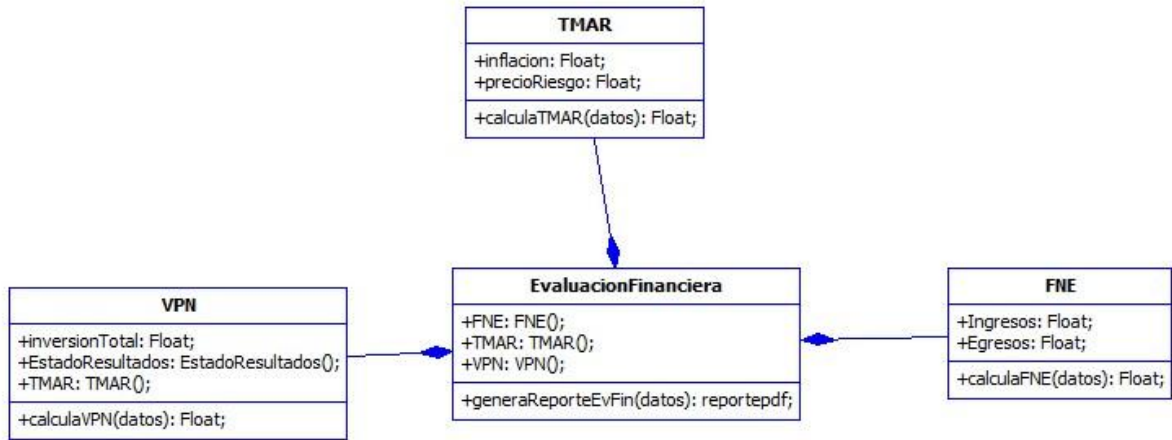 TMAR
+inflacion: Float;
+precioRiesgo: Float;
+calculaTMAR(datos): Float;
VPN
+inversionTotal: Float;
+EstadoResultados: EstadoResultados();
+TMAR: TMAR();
+calculaVPN(datos): Float;
EvaluacionFinanciera
+FNE: FNE();
+TMAR: TMAR();
+VPN: VPN();
+generaReporteEvFin(datos): reportepdf;
FNE
+Ingresos: Float;
+Egresos: Float;
+calculaFNE(datos): Float;